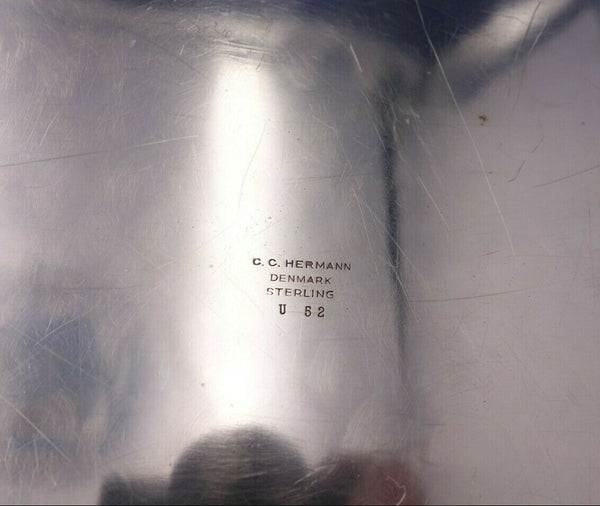 C. C. HERMANN
DENMARK
STERLING
U 52